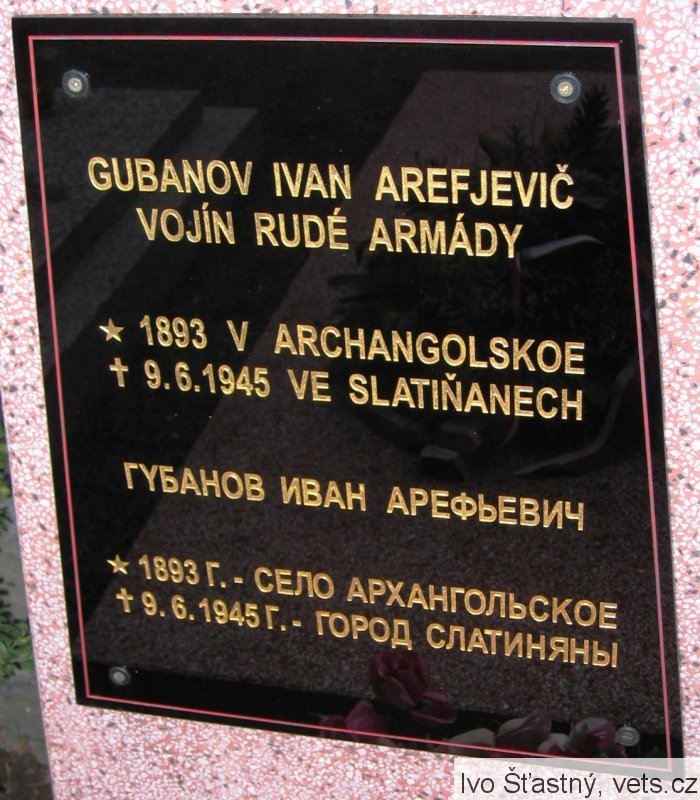 GUBANOV IVAN AREFJEVIČ
VOJÍN RUDÉ ARMÁDY
★ 1893 V ARCHANGOLSKOE
✝ 9.6.1945 VE SLATIŇANECH
ГУБАНОВ ИВАН АРЕФЬЕВИЧ
★ 1893 Г. - СЕЛО АРХАНГОЛЬСКОЕ
✝ 9.6.1945 Г. - ГОРОД СЛАТИНЯНЫ
Ivo Šťastný, vets.cz